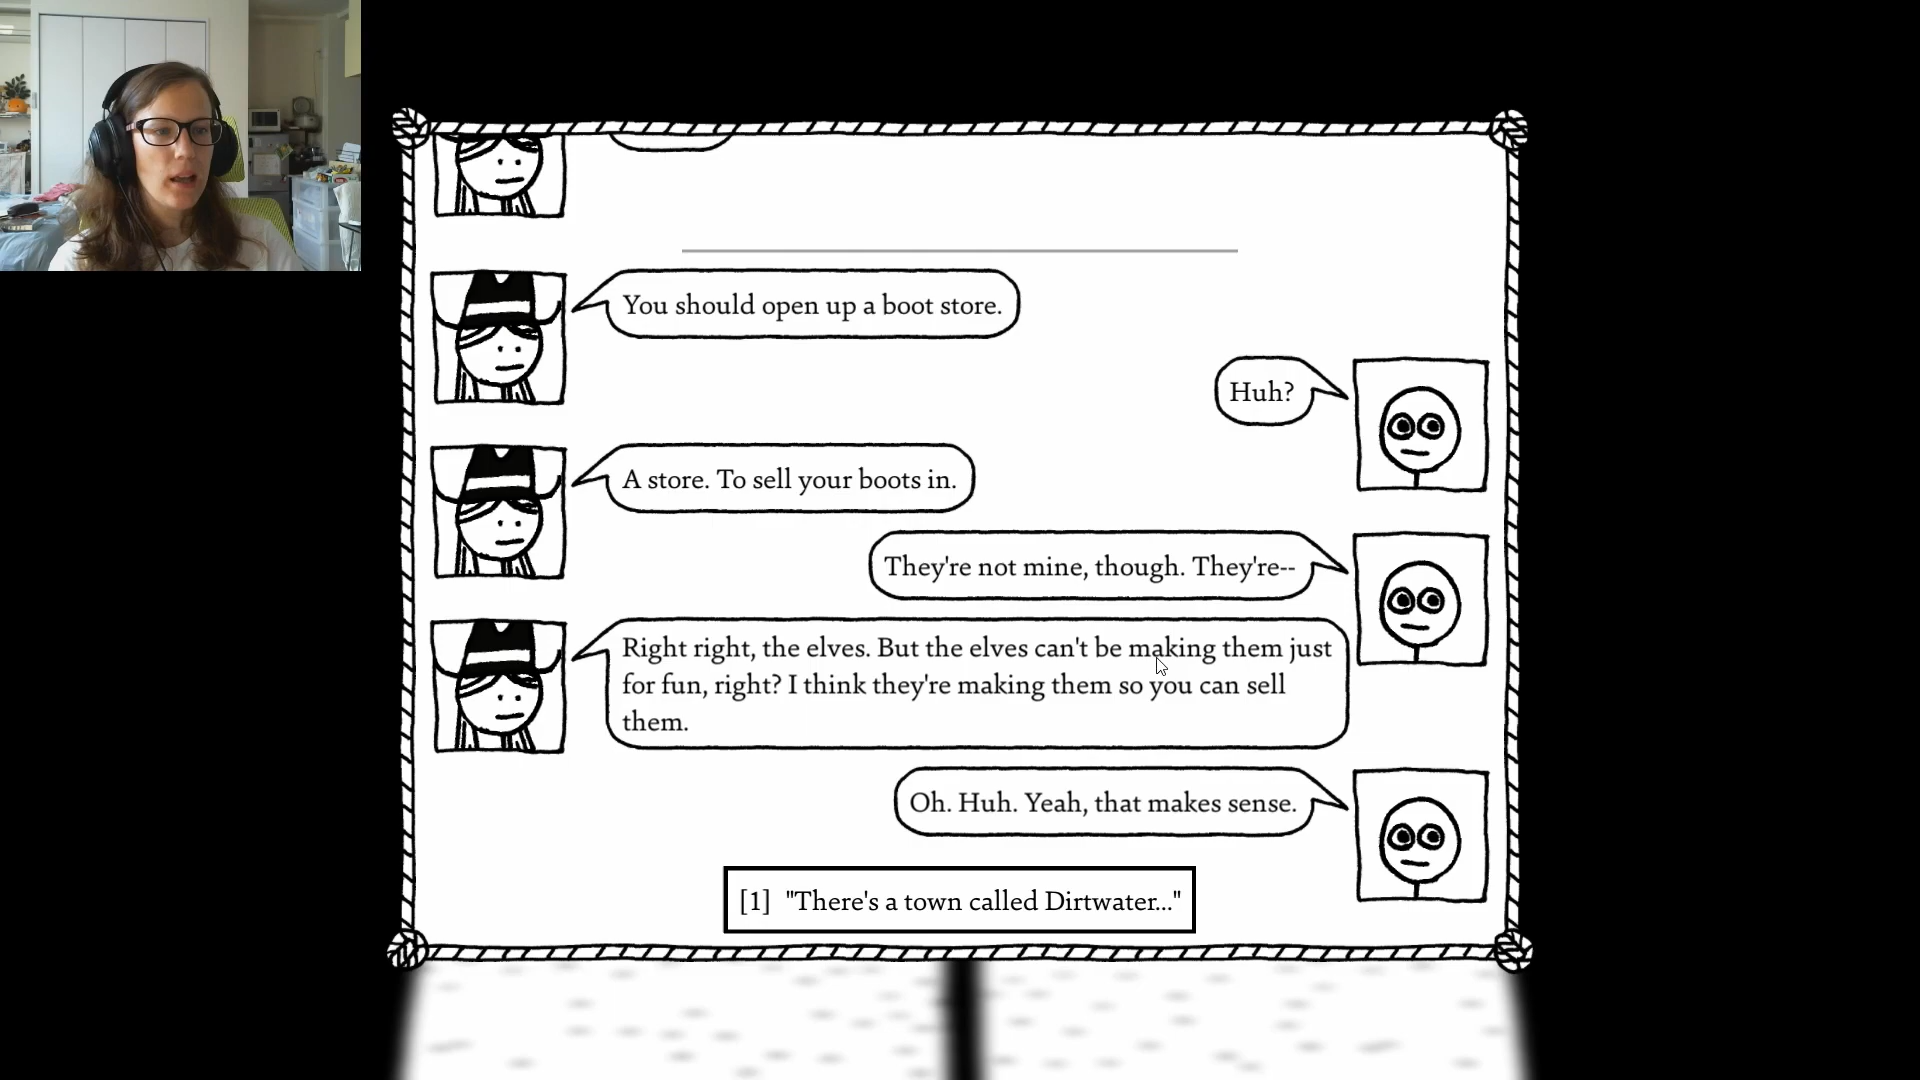 You should open up a boot store.
Huh?
A store. To sell your boots in.
They're not mine, though. They're--
Right right, the elves. But the elves can't be making them just
for fun, right? I think they're making them so you can sell
them.
Oh. Huh. Yeah, that makes sense.
[1] "There's a town called Dirtwater..."